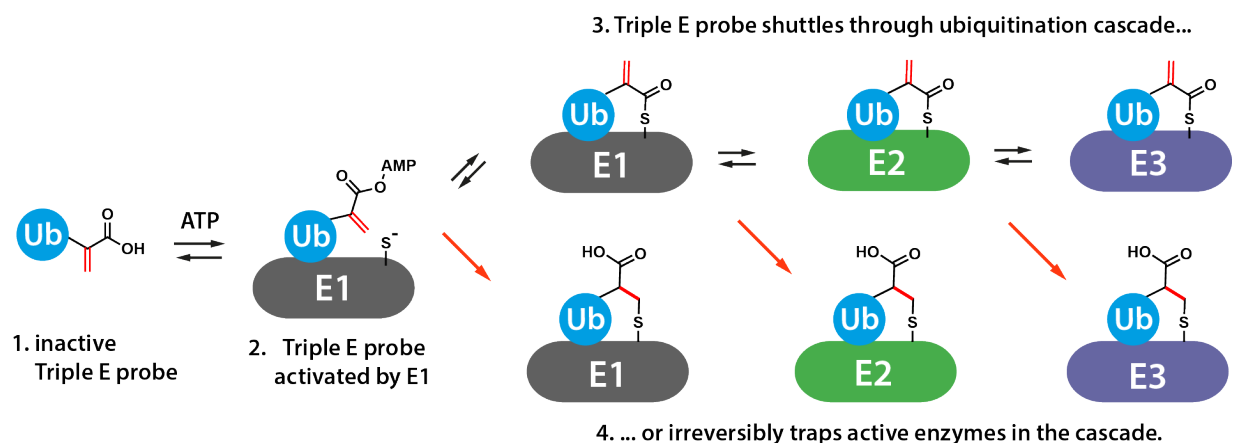 3. Triple E probe shuttles through ubiquitination cascade...
Ub
O
S
E1
Ub
O
S
E2
Ub
O
S
E3
O
O
AMP
Ub
S-
E1
Ub
O
OH
ATP
HO
O
Ub
S
E1
HO
O
Ub
S
E2
HO
O
Ub
S
E3
1. inactive
Triple E probe
2. Triple E probe
activated by E1
4. ... or irreversibly traps active enzymes in the cascade.